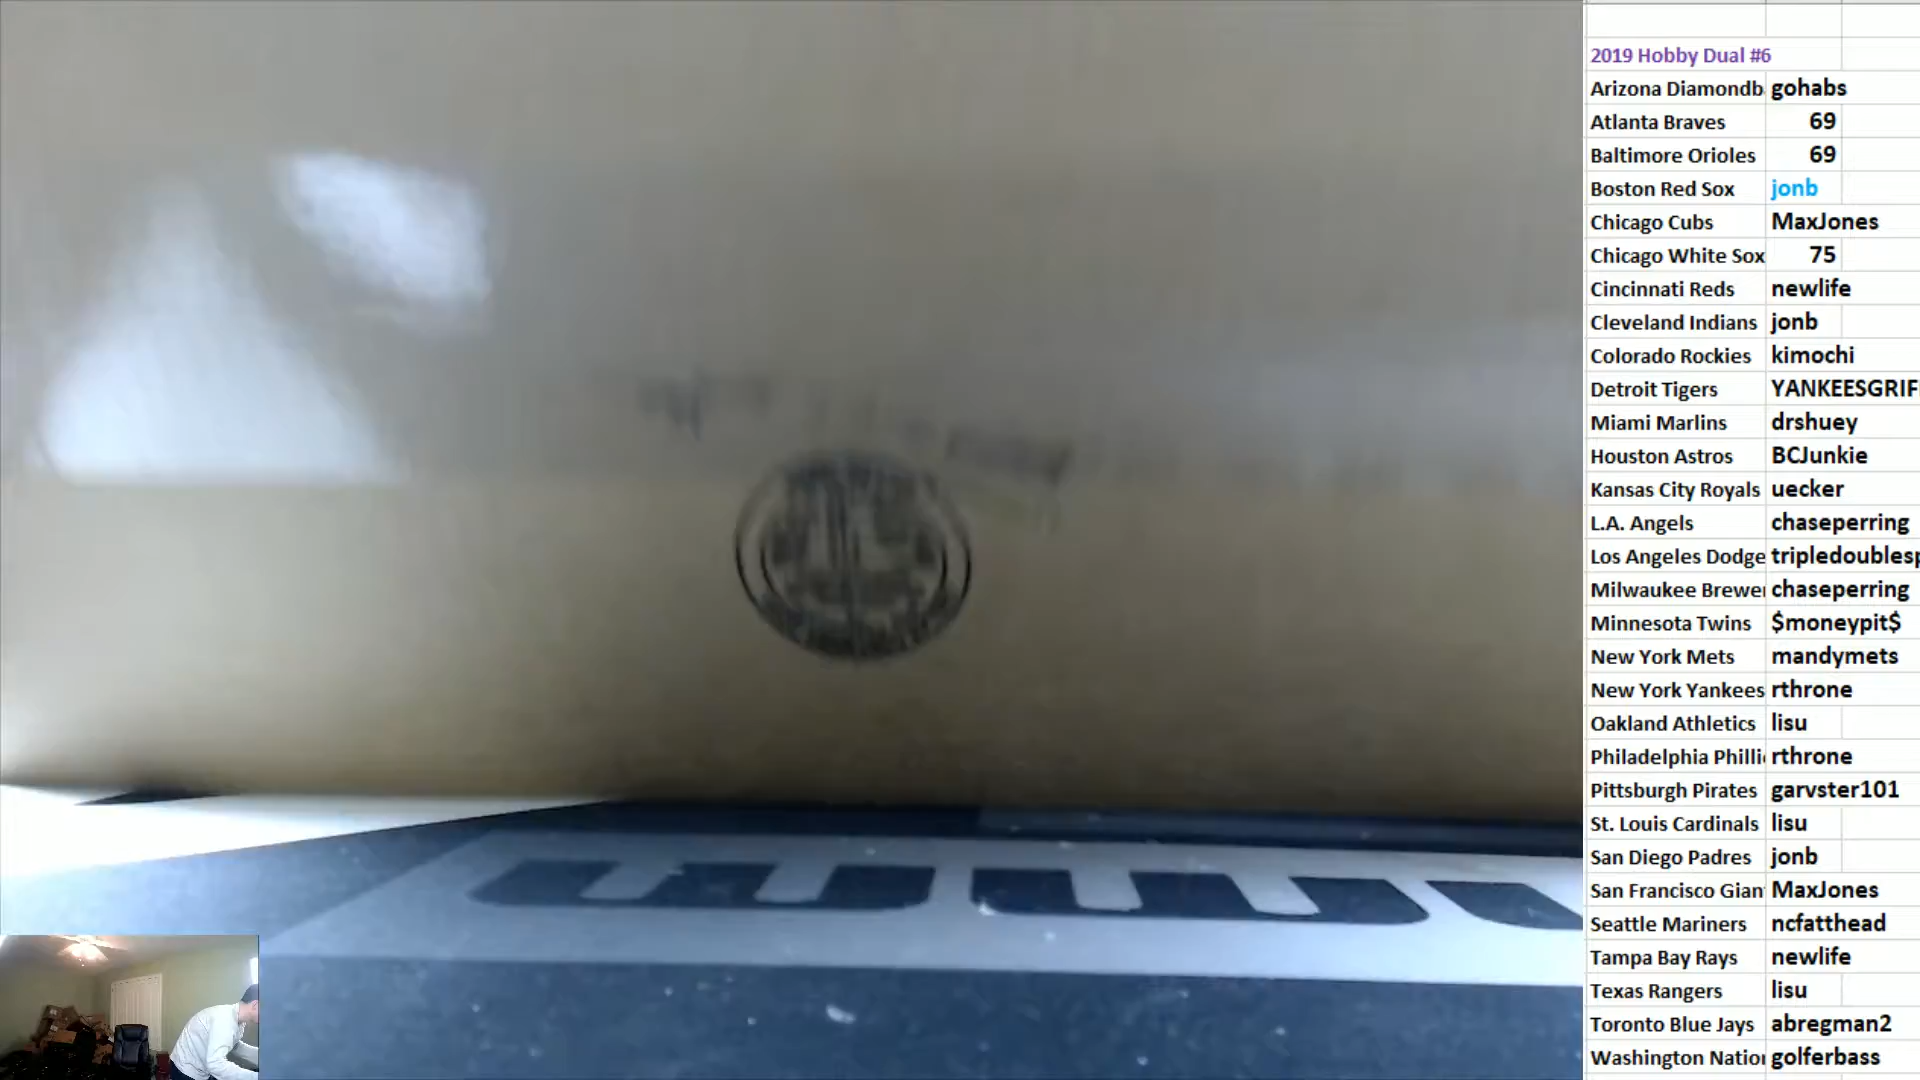 2019 Hobby Dual #6
Arizona Diamondb gohabs
Atlanta Braves 69
Baltimore Orioles 69
Boston Red Sox jonb
Chicago Cubs MaxJones
Chicago White Sox 75
Cincinnati Reds newlife
Cleveland Indians jonb
Colorado Rockies kimochi
Detroit Tigers YANKEESGRIF
Miami Marlins drshuey
Houston Astros BCJunkie
Kansas City Royals uecker
L.A. Angels chaseperring
Los Angeles Dodge tripledoublesp
Milwaukee Brewer chaseperring
Minnesota Twins $moneypit$
New York Mets mandymets
New York Yankees rthrone
Oakland Athletics lisu
Philadelphia Philli rthrone
Pittsburgh Pirates garvster101
St. Louis Cardinals lisu
San Diego Padres jonb
San Francisco Gian MaxJones
Seattle Mariners ncfatthead
Tampa Bay Rays newlife
Texas Rangers lisu
Toronto Blue Jays abregman2
Washington Natio golferbass